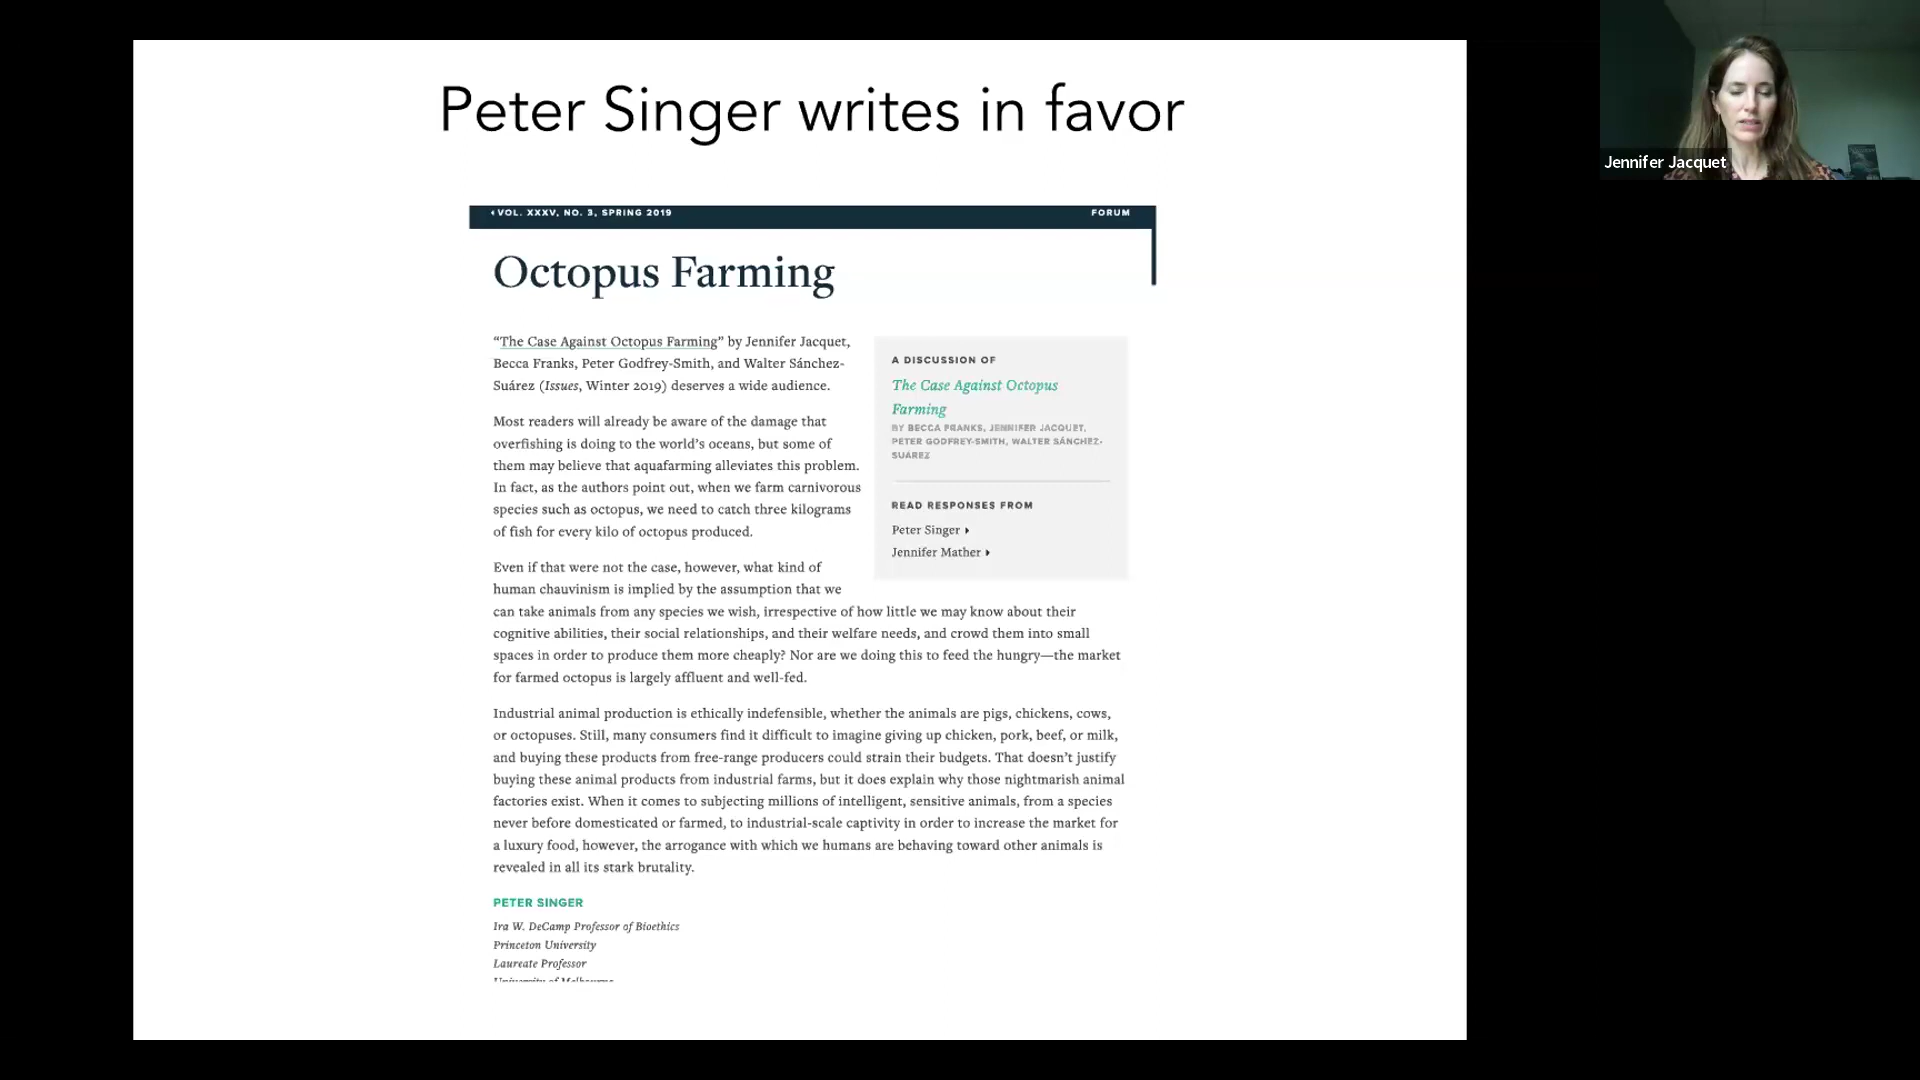 Peter Singer writes in favor
Jennifer Jacquet
VOL. XXXV, NO. 3, SPRING 2019
FORUM
Octopus Farming
“The Case Against Octopus Farming” by Jennifer Jacquet,
Becca Franks, Peter Godfrey-Smith, and Walter Sánchez-
Suárez (Issues, Winter 2019) deserves a wide audience.
Most readers will already be aware of the damage that
overfishing is doing to the world’s oceans, but some of
them may believe that aquafarming alleviates this problem.
In fact, as the authors point out, when we farm carnivorous
species such as octopus, we need to catch three kilograms
of fish for every kilo of octopus produced.
A DISCUSSION OF
The Case Against Octopus
Farming
BY BECCA FRANKS, JENNIFER JACQUET,
PETER GODFREY-SMITH, WALTER SÁNCHEZ-
SUÁREZ
READ RESPONSES FROM
Peter Singer
Jennifer Mather
Even if that were not the case, however, what kind of
human chauvinism is implied by the assumption that we
can take animals from any species we wish, irrespective of how little we may know about their
cognitive abilities, their social relationships, and their welfare needs, and crowd them into small
spaces in order to produce them more cheaply? Nor are we doing this to feed the hungry—the market
for farmed octopus is largely affluent and well-fed.
Industrial animal production is ethically indefensible, whether the animals are pigs, chickens, cows,
or octopuses. Still, many consumers find it difficult to imagine giving up chicken, pork, beef, or milk,
and buying these products from free-range producers could strain their budgets. That doesn’t justify
buying these animal products from industrial farms, but it does explain why those nightmarish animal
factories exist. When it comes to subjecting millions of intelligent, sensitive animals, from a species
never before domesticated or farmed, to industrial-scale captivity in order to increase the market for
a luxury food, however, the arrogance with which we humans are behaving toward other animals is
revealed in all its stark brutality.
PETER SINGER
Ira W. DeCamp Professor of Bioethics
Princeton University
Laureate Professor
University of Melbourne